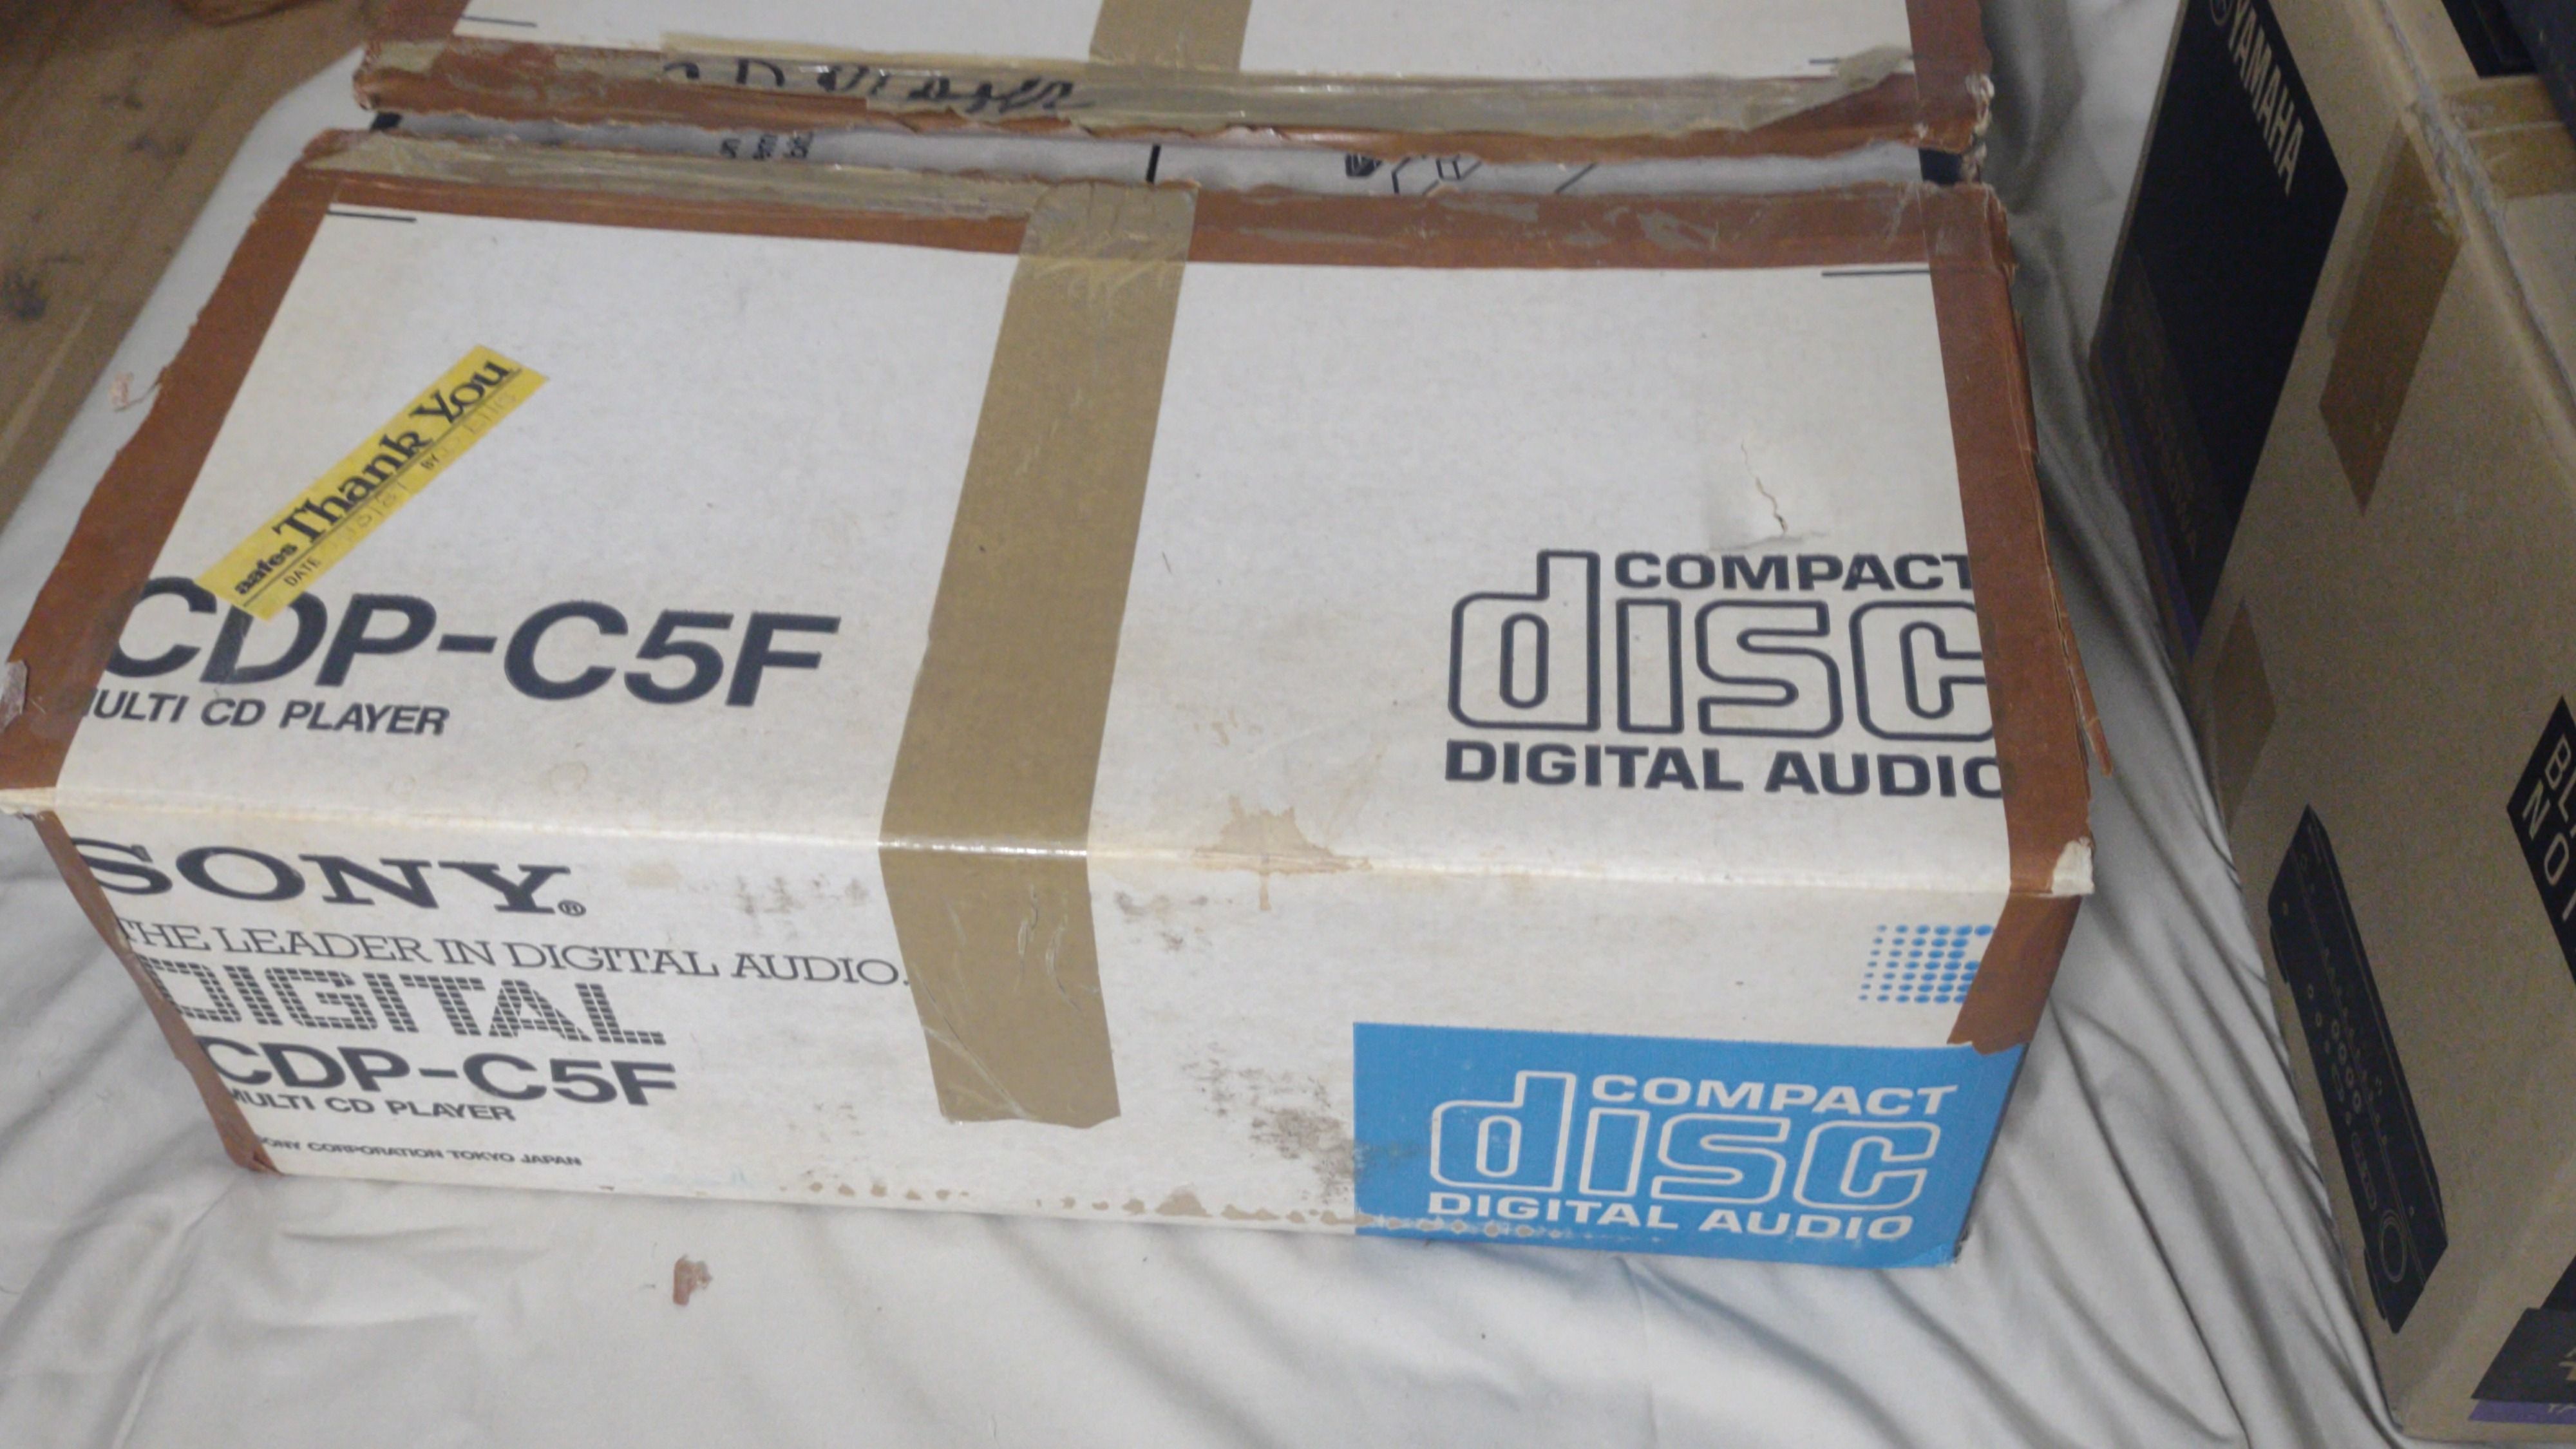 aafes Thank You
DATE
BY
CDP-C5F
ULTI CD PLAYER
COMPACT
disc
DIGITAL AUDIO
SONY®
THE LEADER IN DIGITAL AUDIO.
DIGITAL
CDP-C5F
MULTI CD PLAYER
SONY CORPORATION TOKYO JAPAN
COMPACT
disc
DIGITAL AUDIO
YAMAHA